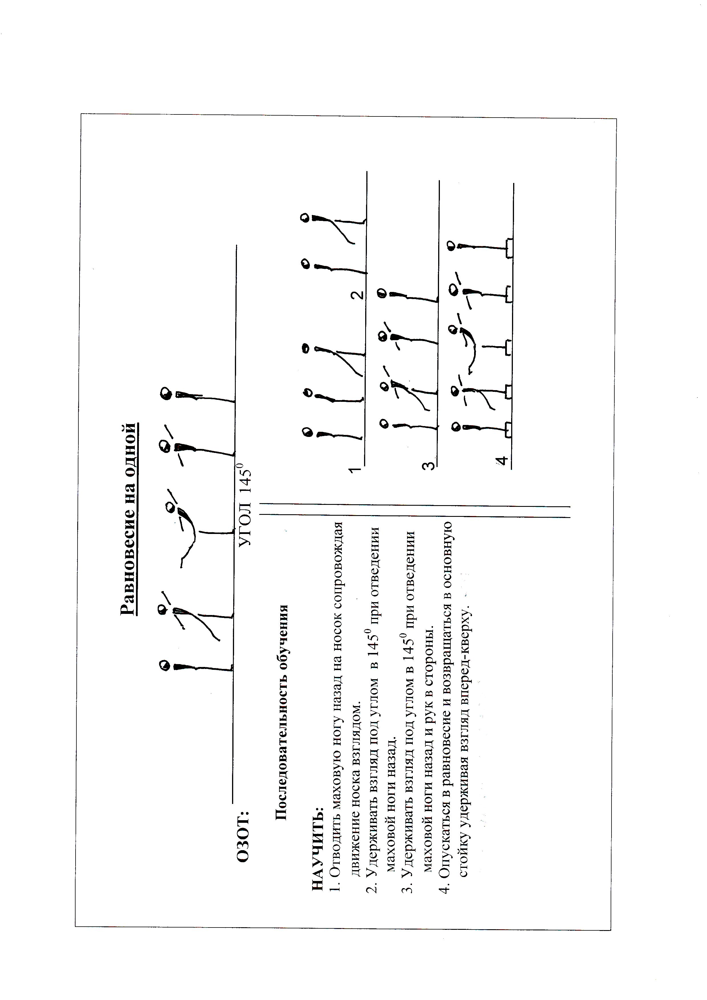 Равновесие на одной
УГОЛ 145⁰
ОЗОТ:
Последовательность обучения
НАУЧИТЬ:
1. Отводить маховую ногу назад на носок сопровождая
движение носка взглядом.
2. Удерживать взгляд под углом в 145⁰ при отведении
маховой ноги назад.
3. Удерживать взгляд под углом в 145⁰ при отведении
маховой ноги назад и рук в стороны.
4. Опускаться в равновесие и возвращаться в основную
стойку удерживая взгляд вперед-кверху.
1
2
3
4